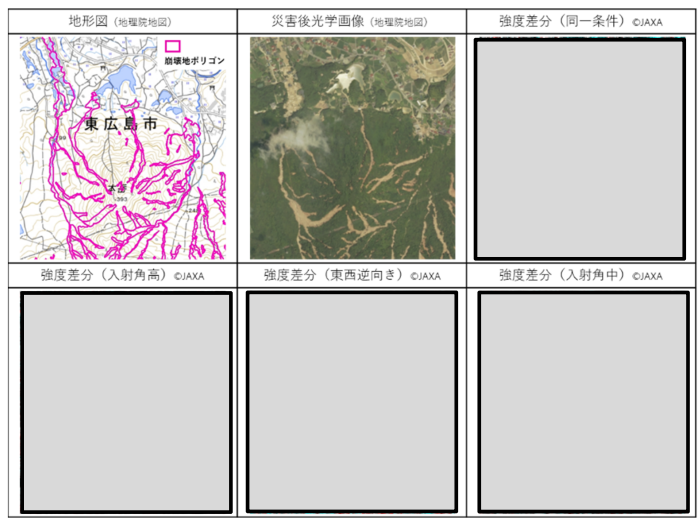 地形図（地理院地図）
災害後光学画像（地理院地図）
強度差分（同一条件）©JAXA
崩壊地ポリゴン
東広島市
393
強度差分（入射角高）©JAXA
強度差分（東西逆向き）©JAXA
強度差分（入射角中）©JAXA